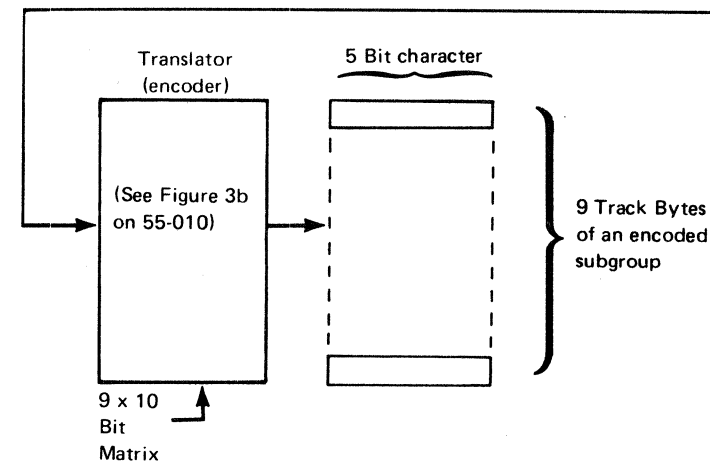 Translator
(encoder)
5 Bit character
(See Figure 3b
on 55-010)
9 Track Bytes
of an encoded
subgroup
9 x 10
Bit
Matrix